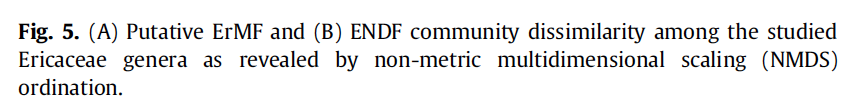 Fig. 5. (A) Putative ErMF and (B) ENDF community dissimilarity among the studied
Ericaceae genera as revealed by non-metric multidimensional scaling (NMDS)
ordination.